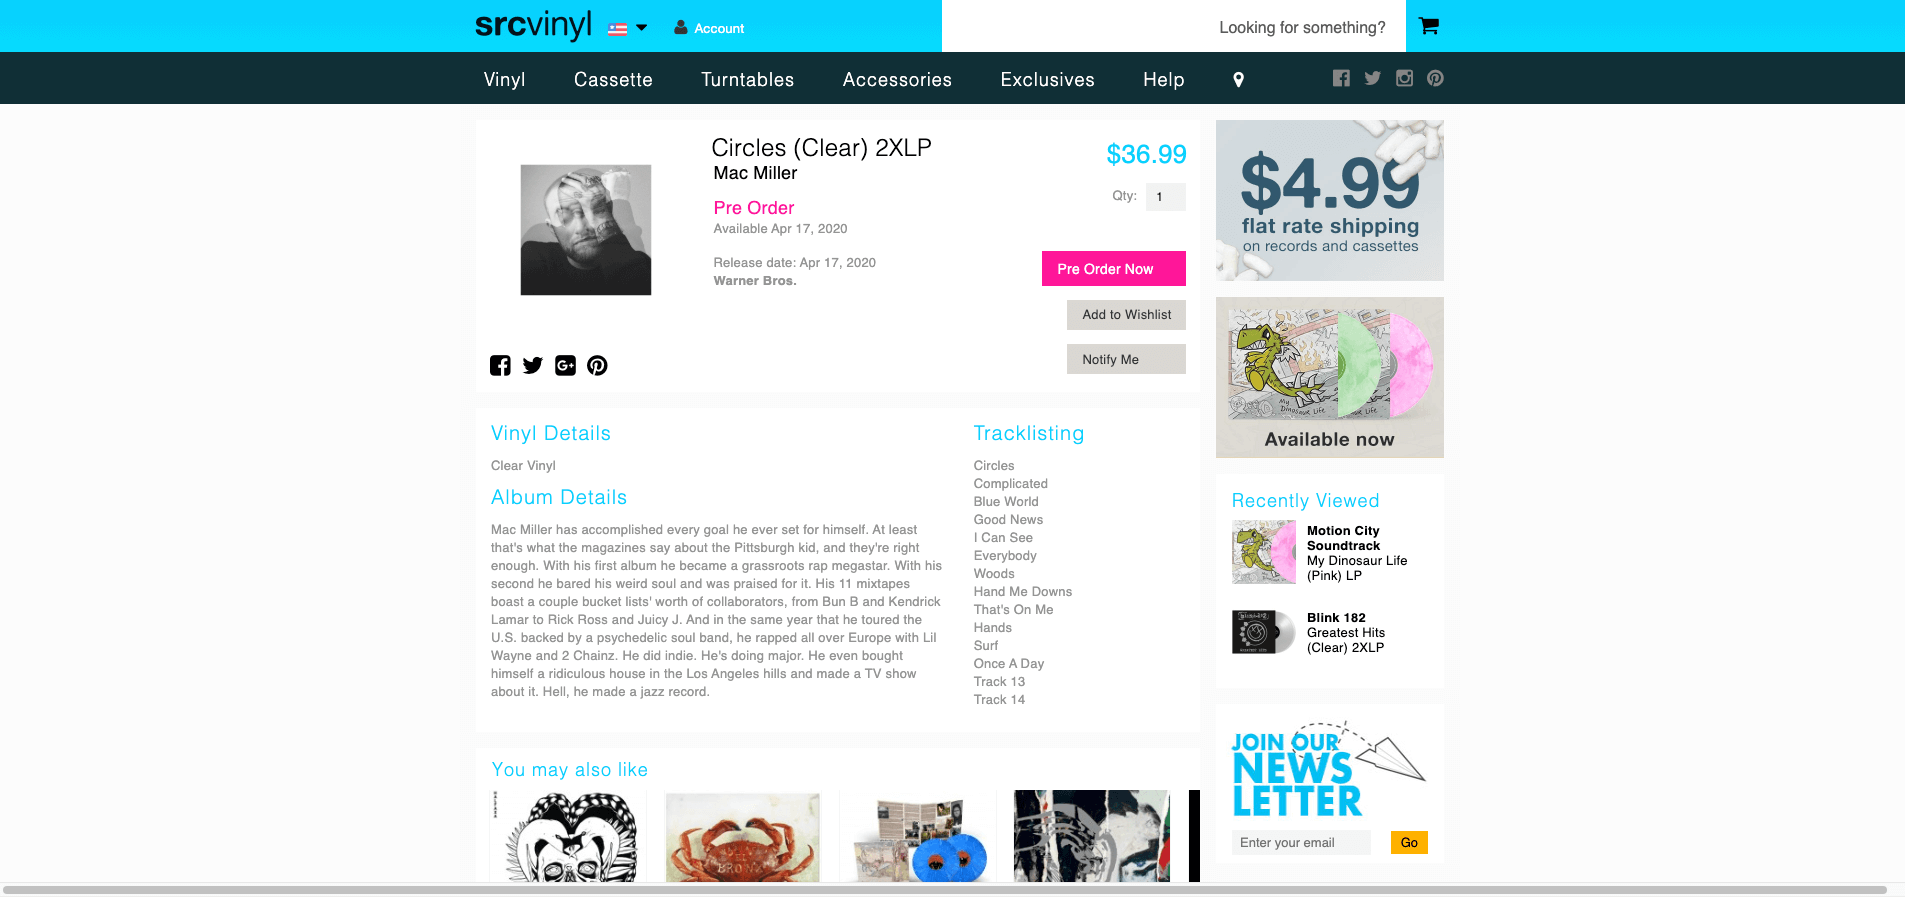 srcvinyl
Account
Looking for something?
Vinyl
Cassette
Turntables
Accessories
Exclusives
Help
Circles (Clear) 2XLP
Mac Miller
Pre Order
Available Apr 17, 2020
Release date: Apr 17, 2020
Warner Bros.
$36.99
Qty: 1
Pre Order Now
Add to Wishlist
Notify Me
Vinyl Details
Clear Vinyl
Album Details
Mac Miller has accomplished every goal he ever set for himself. At least
that's what the magazines say about the Pittsburgh kid, and they're right
enough. With his first album he became a grassroots rap megastar. With his
second he bared his weird soul and was praised for it. His 11 mixtapes
boast a couple bucket lists' worth of collaborators, from Bun B and Kendrick
Lamar to Rick Ross and Juicy J. And in the same year that he toured the
U.S. backed by a psychedelic soul band, he rapped all over Europe with Lil
Wayne and 2 Chainz. He did indie. He's doing major. He even bought
himself a ridiculous house in the Los Angeles hills and made a TV show
about it. Hell, he made a jazz record.
Tracklisting
Circles
Complicated
Blue World
Good News
I Can See
Everybody
Woods
Hand Me Downs
That's On Me
Hands
Surf
Once A Day
Track 13
Track 14
You may also like
$4.99
flat rate shipping
on records and cassettes
My
Dinosaur Life
Available now
Recently Viewed
Motion City
Soundtrack
My Dinosaur Life
(Pink) LP
Blink 182
Greatest Hits
(Clear) 2XLP
JOIN OUR
NEWS
LETTER
Enter your email
Go